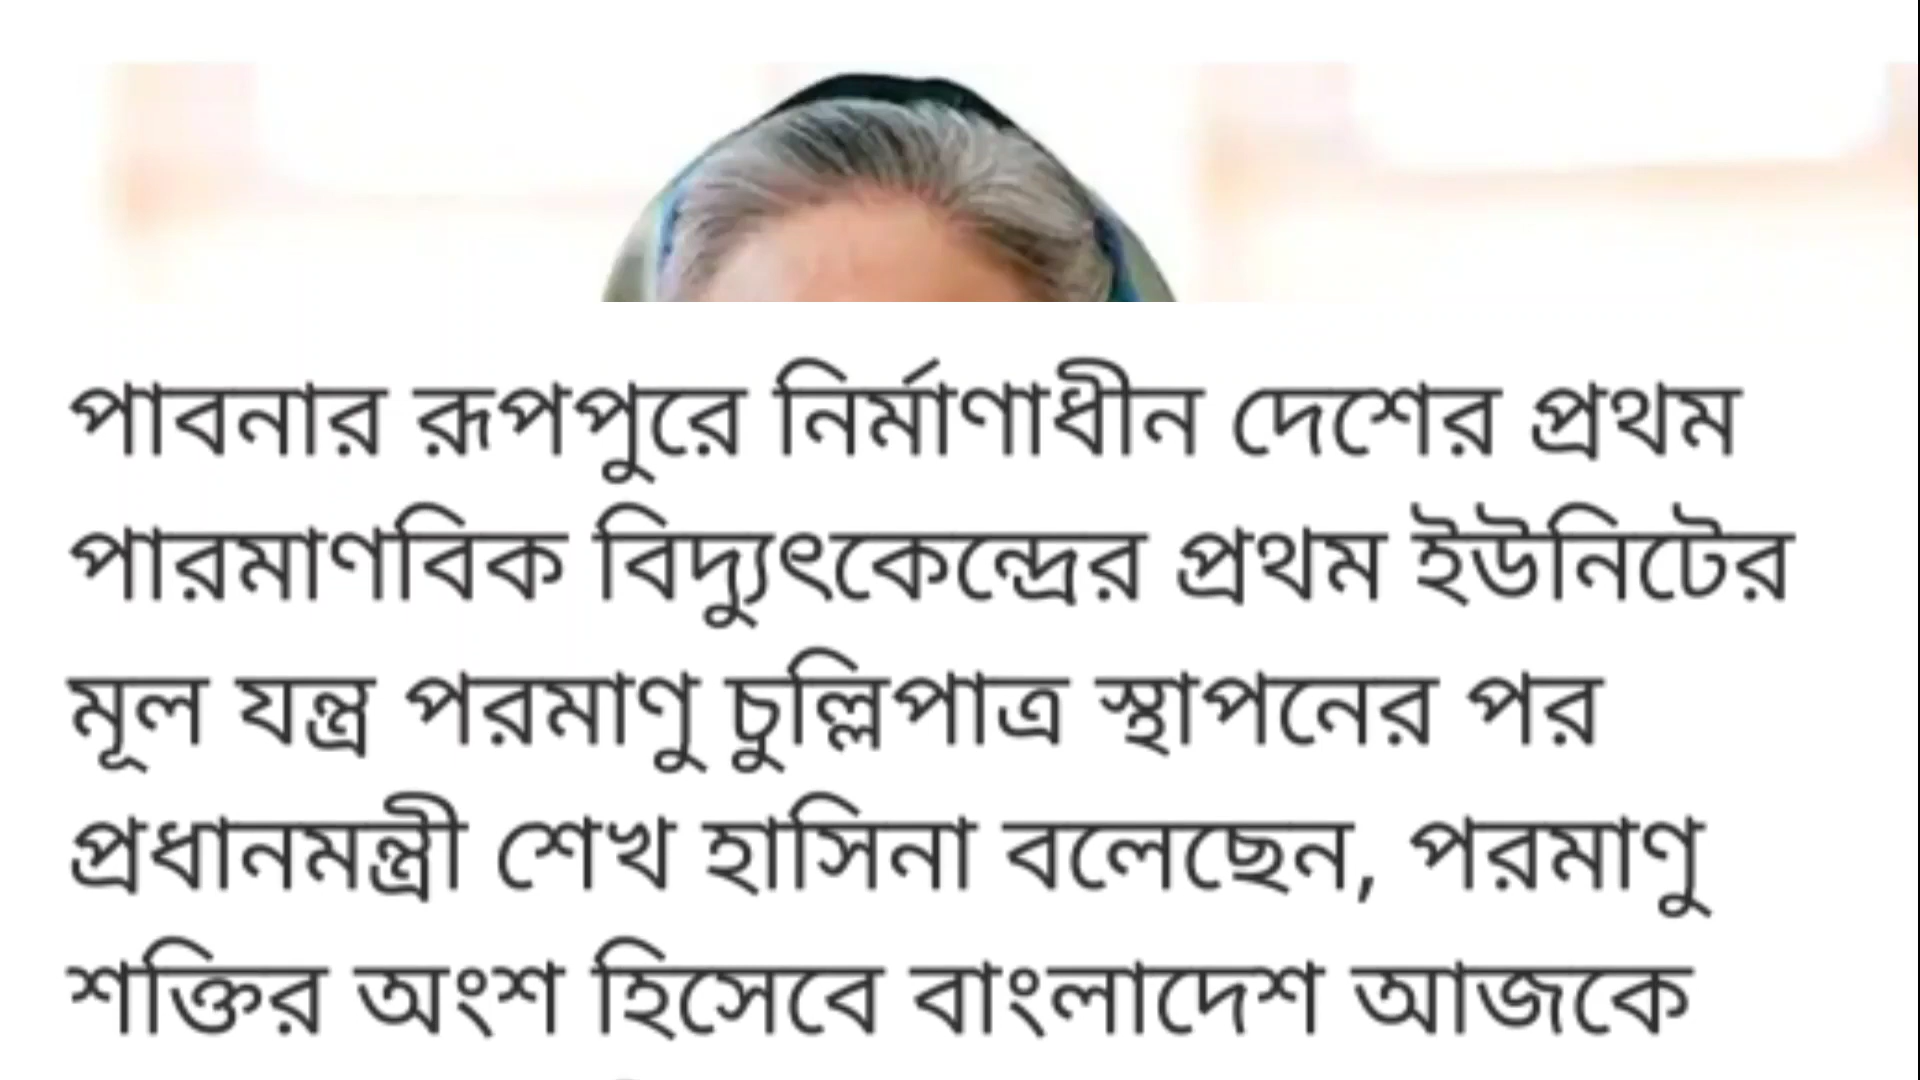 পাবনার রূপপুরে নির্মাণাধীন দেশের প্রথম
পারমাণবিক বিদ্যুৎকেন্দ্রের প্রথম ইউনিটের
মূল যন্ত্র পরমাণু চুল্লিপাত্র স্থাপনের পর
প্রধানমন্ত্রী শেখ হাসিনা বলেছেন, পরমাণু
শক্তির অংশ হিসেবে বাংলাদেশ আজকে